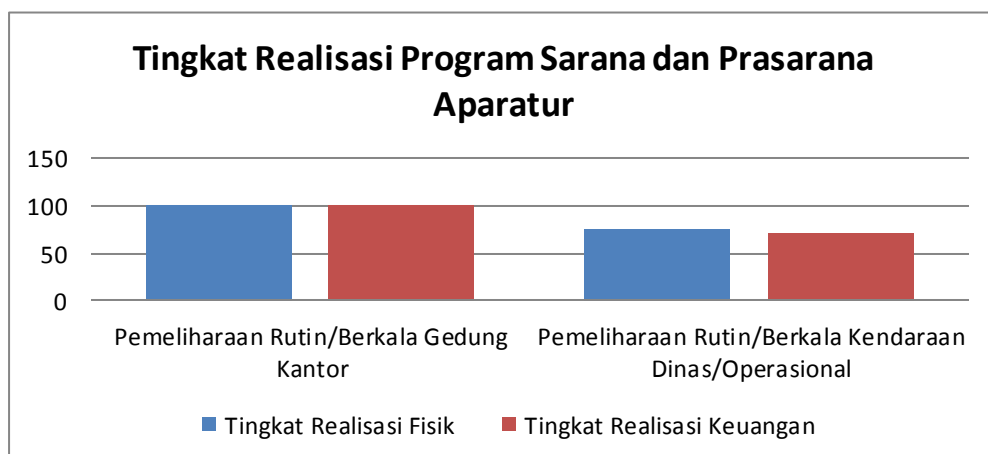 Tingkat Realisasi Program Sarana dan Prasarana
Aparatur
150
100
50
0
Pemeliharaan Rutin/Berkala Gedung
Kantor
Pemeliharaan Rutin/Berkala Kendaraan
Dinas/Operasional
Tingkat Realisasi Fisik
Tingkat Realisasi Keuangan